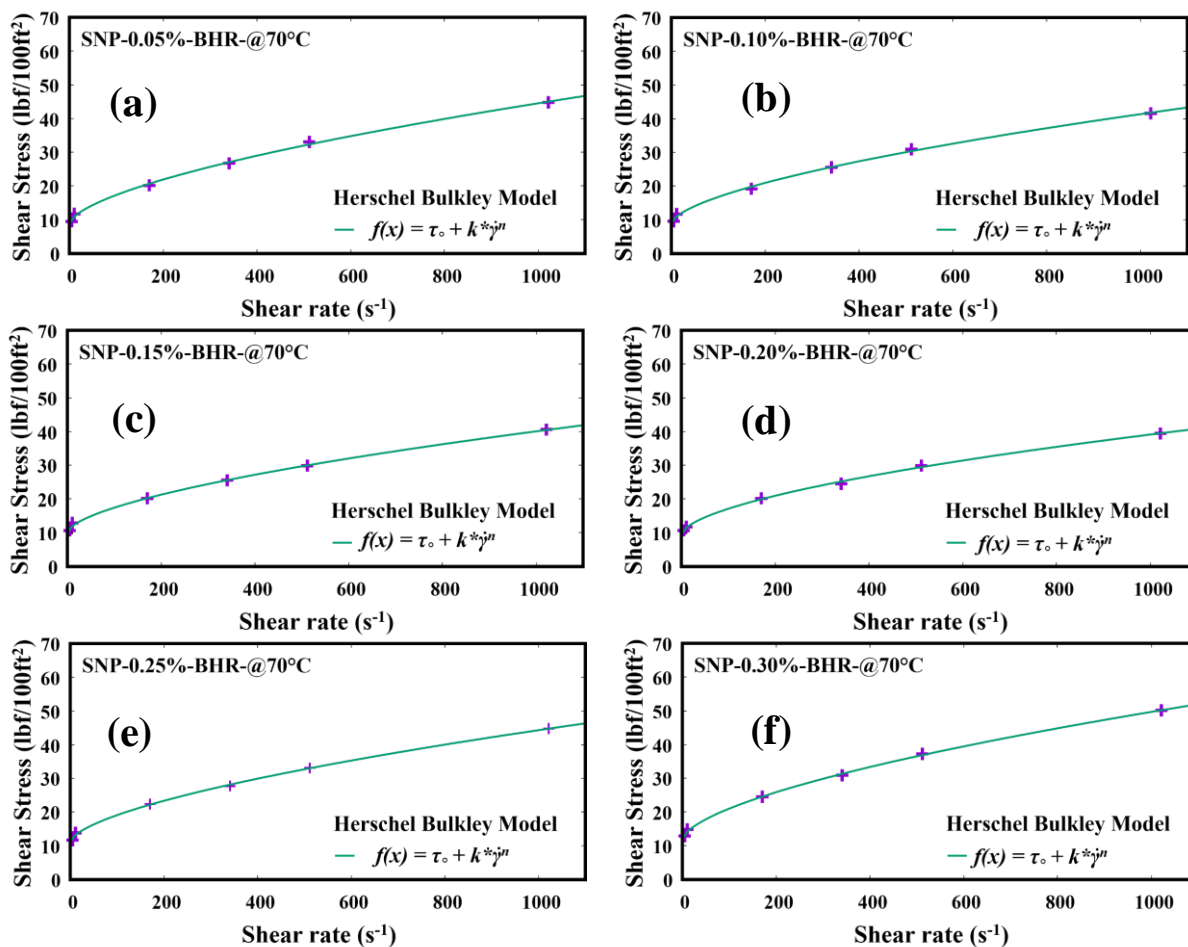 SNP-0.05%-BHR-@70°C
(a)
Shear Stress (lbf/100ft²)
70
60
50
40
30
20
10
0
Herschel Bulkley Model
f(x) = τ₀ + k*γ̇ⁿ
0 200 400 600 800 1000
Shear rate (s⁻¹)
SNP-0.10%-BHR-@70°C
(b)
Shear Stress (lbf/100ft²)
70
60
50
40
30
20
10
0
Herschel Bulkley Model
f(x) = τ₀ + k*γ̇ⁿ
0 200 400 600 800 1000
Shear rate (s⁻¹)
SNP-0.15%-BHR-@70°C
(c)
Shear Stress (lbf/100ft²)
70
60
50
40
30
20
10
0
Herschel Bulkley Model
f(x) = τ₀ + k*γ̇ⁿ
0 200 400 600 800 1000
Shear rate (s⁻¹)
SNP-0.20%-BHR-@70°C
(d)
Shear Stress (lbf/100ft²)
70
60
50
40
30
20
10
0
Herschel Bulkley Model
f(x) = τ₀ + k*γ̇ⁿ
0 200 400 600 800 1000
Shear rate (s⁻¹)
SNP-0.25%-BHR-@70°C
(e)
Shear Stress (lbf/100ft²)
70
60
50
40
30
20
10
0
Herschel Bulkley Model
f(x) = τ₀ + k*γ̇ⁿ
0 200 400 600 800 1000
Shear rate (s⁻¹)
SNP-0.30%-BHR-@70°C
(f)
Shear Stress (lbf/100ft²)
70
60
50
40
30
20
10
0
Herschel Bulkley Model
f(x) = τ₀ + k*γ̇ⁿ
0 200 400 600 800 1000
Shear rate (s⁻¹)